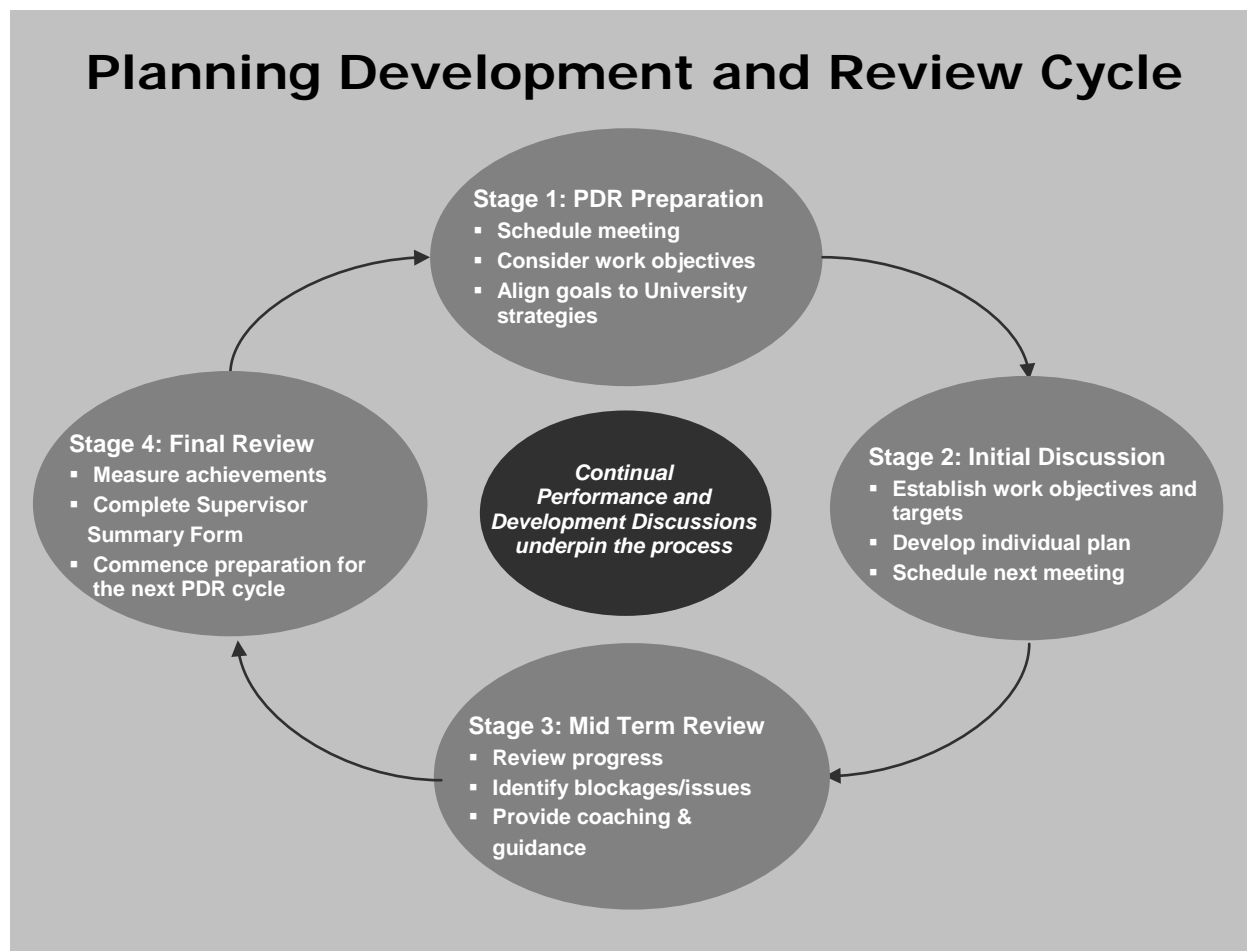 Planning Development and Review Cycle
Stage 1: PDR Preparation
▪ Schedule meeting
▪ Consider work objectives
▪ Align goals to University
strategies
Stage 2: Initial Discussion
▪ Establish work objectives and
targets
▪ Develop individual plan
▪ Schedule next meeting
Stage 3: Mid Term Review
▪ Review progress
▪ Identify blockages/issues
▪ Provide coaching &
guidance
Stage 4: Final Review
▪ Measure achievements
▪ Complete Supervisor
Summary Form
▪ Commence preparation for
the next PDR cycle
Continual
Performance and
Development Discussions
underpin the process